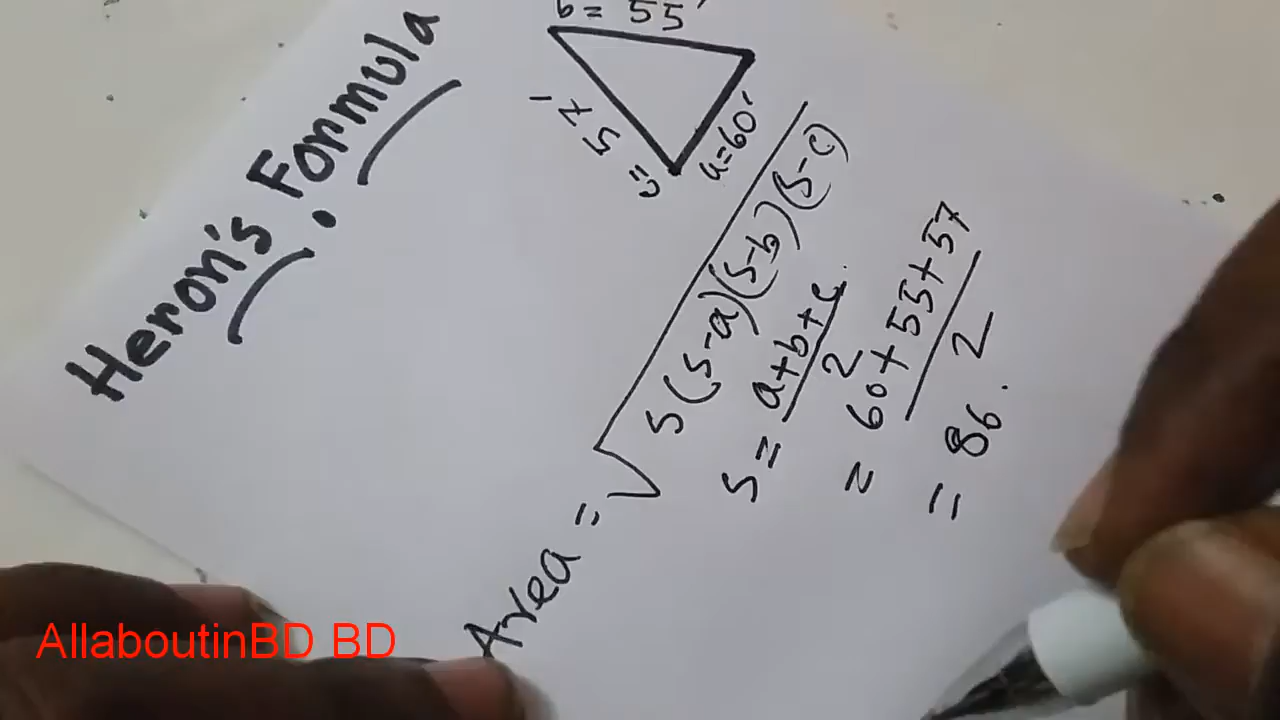 Heron's Formula
b = 55'
c = 57'
a=60'
Area = √s(s-a)(s-b)(s-c)
s = a+b+c
2
= 60+55+57
2
= 86.
AllaboutinBD BD